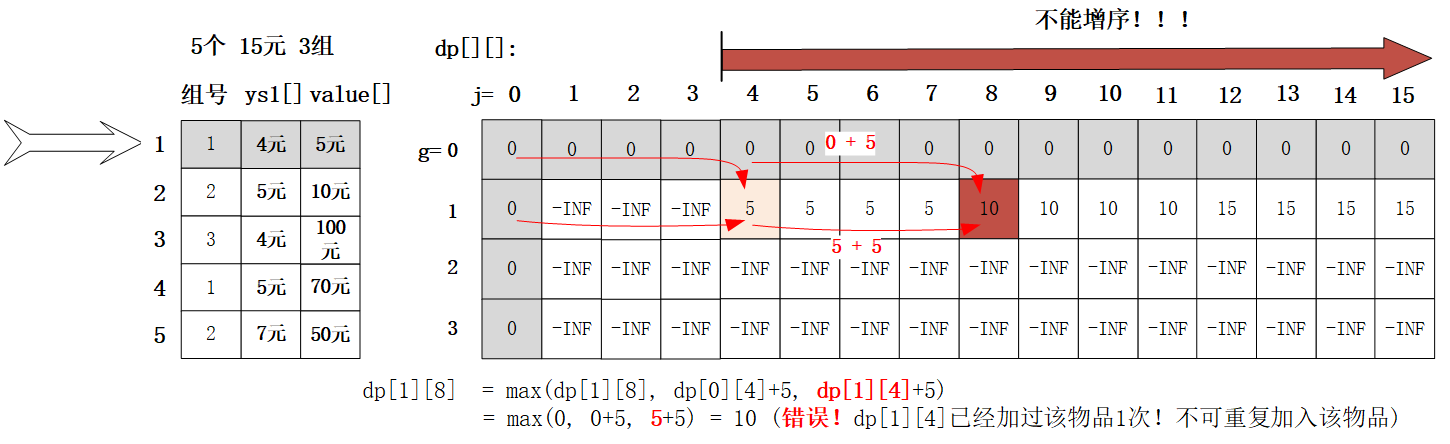 不能增序！！！
5个 15元 3组 dp[][]:
组号 ys1[] value[] j= 0 1 2 3 4 5 6 7 8 9 10 11 12 13 14 15
1 1 4元 5元 g= 0 0 0 0 0 0 0 0 + 5 0 0 0 0 0 0 0 0 0 0
2 2 5元 10元 1 0 -INF -INF -INF 5 5 5 5 10 10 10 10 15 15 15 15
5 + 5
3 3 4元 100元 2 0 -INF -INF -INF -INF -INF -INF -INF -INF -INF -INF -INF -INF -INF -INF -INF
4 1 5元 70元 3 0 -INF -INF -INF -INF -INF -INF -INF -INF -INF -INF -INF -INF -INF -INF -INF
5 2 7元 50元
dp[1][8] = max(dp[1][8], dp[0][4]+5, dp[1][4]+5)
= max(0, 0+5, 5+5) = 10 (错误！dp[1][4]已经加过该物品1次！不可重复加入该物品)